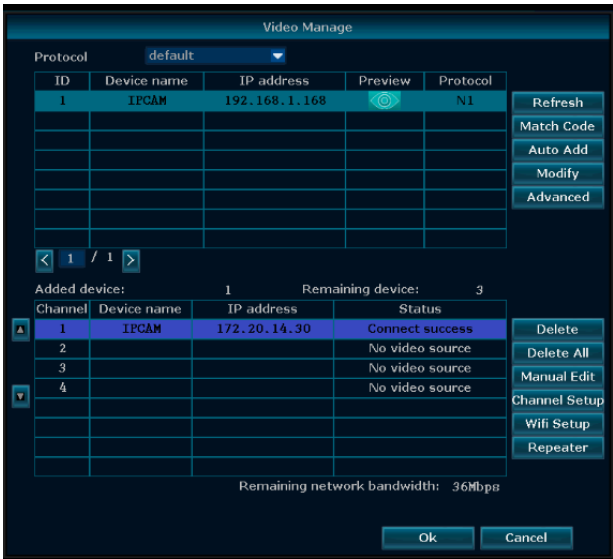 Video Manage
Protocol default
ID Device name IP address Preview Protocol
1 IPCAM 192.168.1.168 N1
Refresh
Match Code
Auto Add
Modify
Advanced
< 1 / 1 >
Added device: 1 Remaining device: 3
Channel Device name IP address Status
1 IPCAM 172.20.14.30 Connect success
2 No video source
3 No video source
4 No video source
Delete
Delete All
Manual Edit
Channel Setup
Wifi Setup
Repeater
Remaining network bandwidth: 36Mbps
Ok Cancel